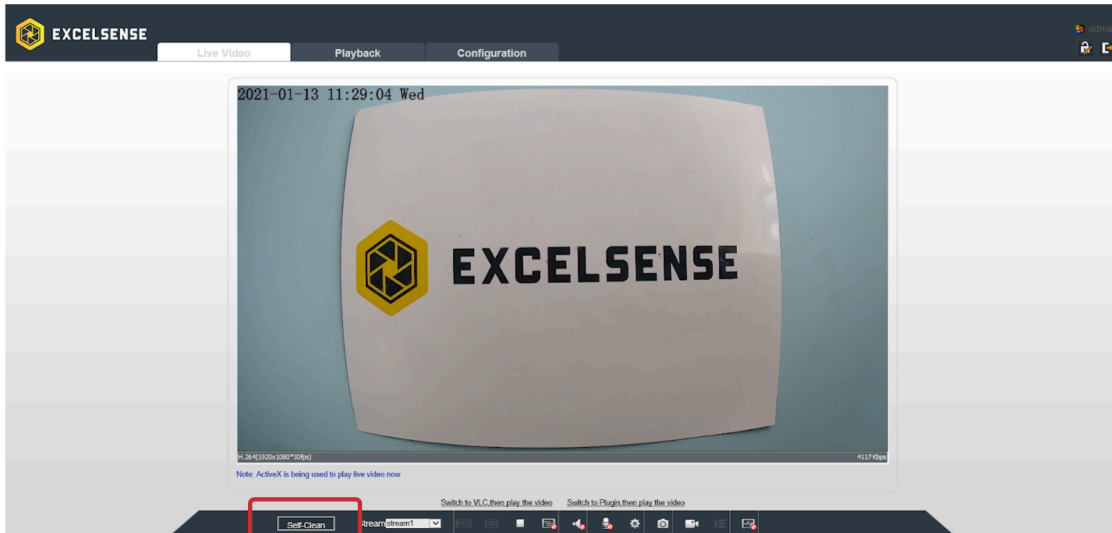 EXCELSENSE
admin
Live Video
Playback
Configuration
2021-01-13 11:29:04 Wed
EXCELSENSE
H.264(1920x1080*30fps)
4117 Kbps
Note: ActiveX is being used to play live video now
Switch to VLC,then play the video
Switch to Plugin,then play the video
Self-Clean
Stream stream1